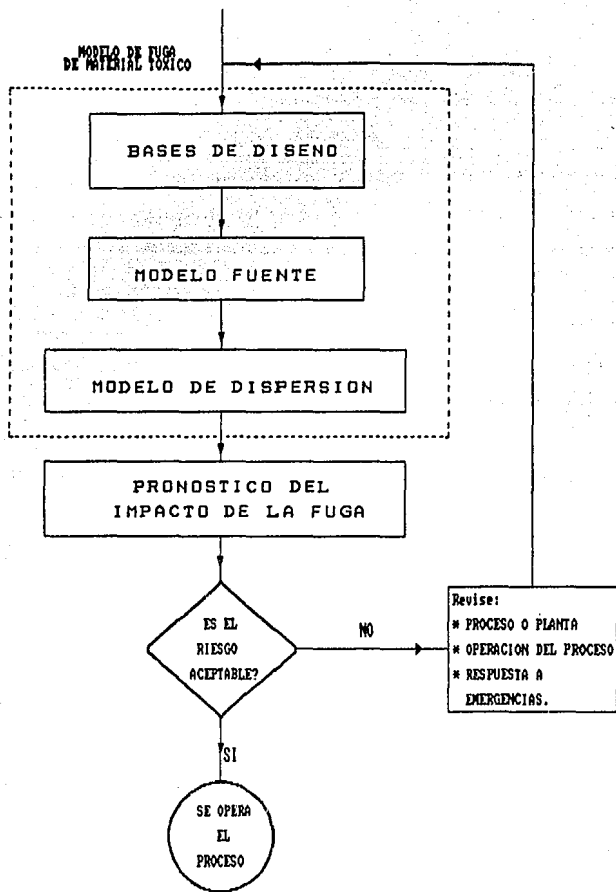 MODELO DE FUGA
DE MATERIAL TOXICO
BASES DE DISENO
MODELO FUENTE
MODELO DE DISPERSION
PRONOSTICO DEL
IMPACTO DE LA FUGA
ES EL
RIESGO
ACEPTABLE?
NO
Revise:
* PROCESO O PLANTA
* OPERACION DEL PROCESO
* RESPUESTA A
EMERGENCIAS.
SI
SE OPERA
EL
PROCESO